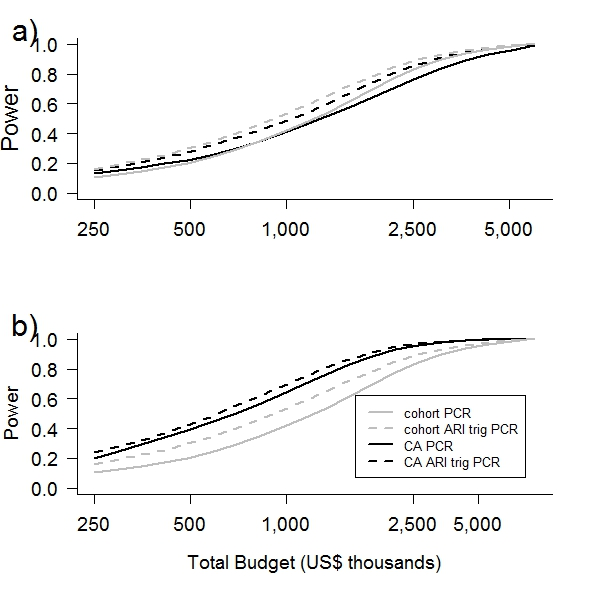 a)
1.0
0.8
0.6
0.4
0.2
0.0
Power
250 500 1,000 2,500 5,000
b)
1.0
0.8
0.6
0.4
0.2
0.0
Power
cohort PCR
cohort ARI trig PCR
CA PCR
CA ARI trig PCR
250 500 1,000 2,500 5,000
Total Budget (US$ thousands)